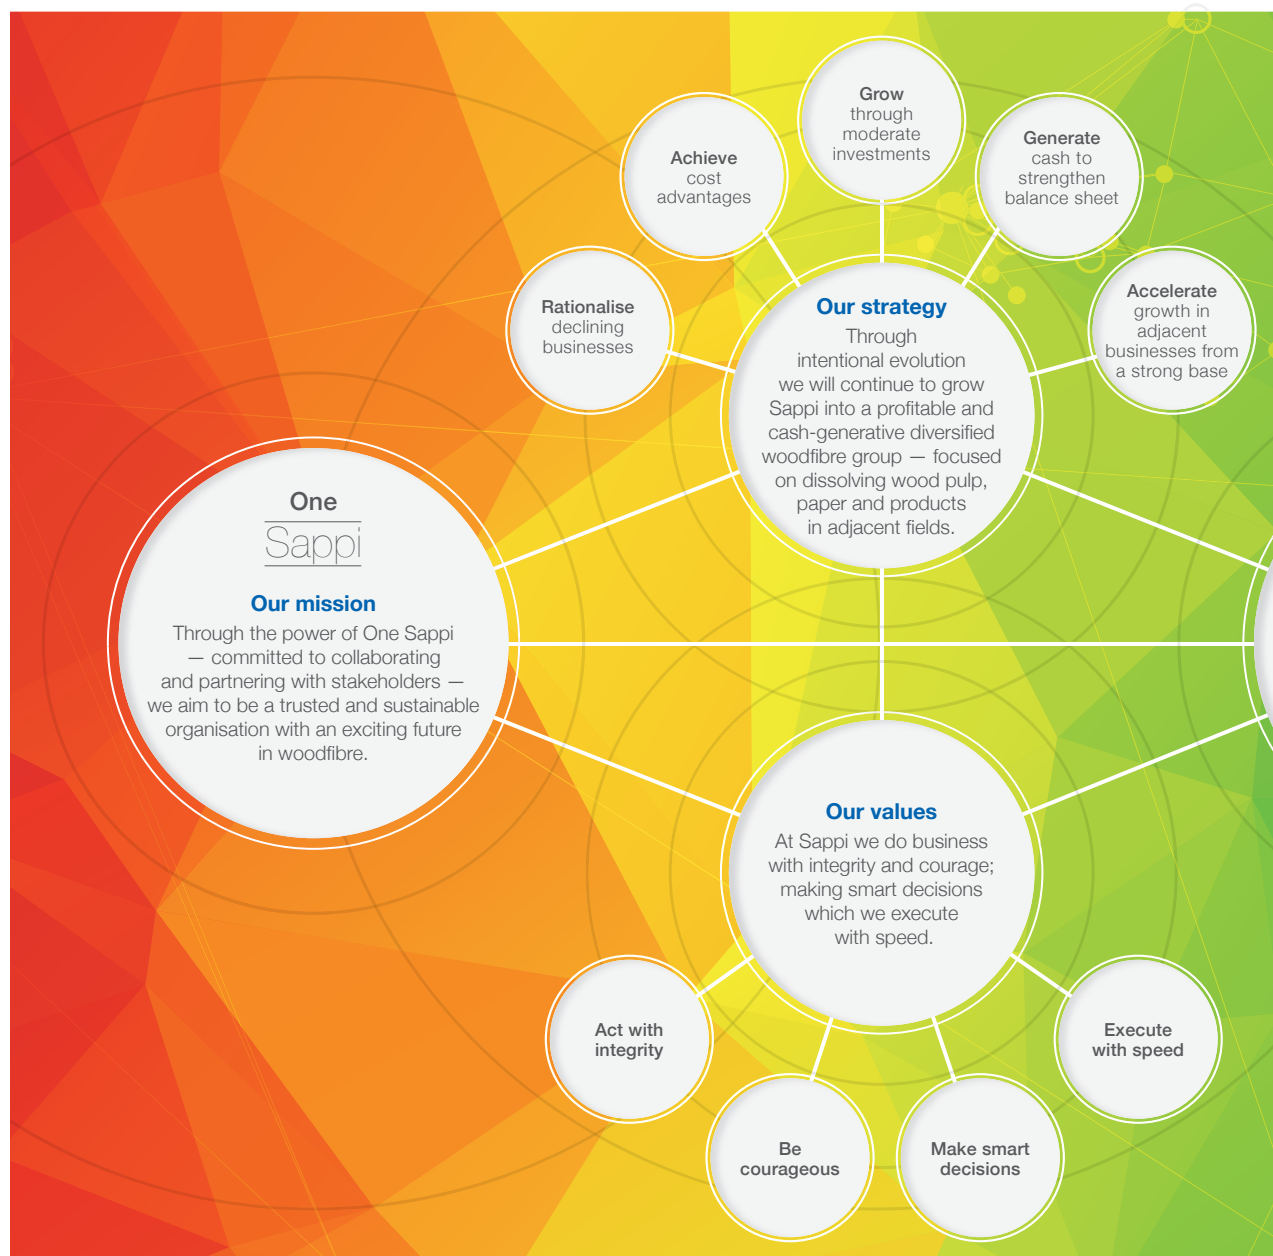 Grow
through
moderate
investments
Achieve
cost
advantages
Generate
cash to
strengthen
balance sheet
Rationalise
declining
businesses
Accelerate
growth in
adjacent
businesses from
a strong base
Our strategy
Through
intentional evolution
we will continue to grow
Sappi into a profitable and
cash-generative diversified
woodfibre group — focused
on dissolving wood pulp,
paper and products
in adjacent fields.
One
Sappi
Our mission
Through the power of One Sappi
— committed to collaborating
and partnering with stakeholders —
we aim to be a trusted and sustainable
organisation with an exciting future
in woodfibre.
Our values
At Sappi we do business
with integrity and courage;
making smart decisions
which we execute
with speed.
Act with
integrity
Be
courageous
Make smart
decisions
Execute
with speed